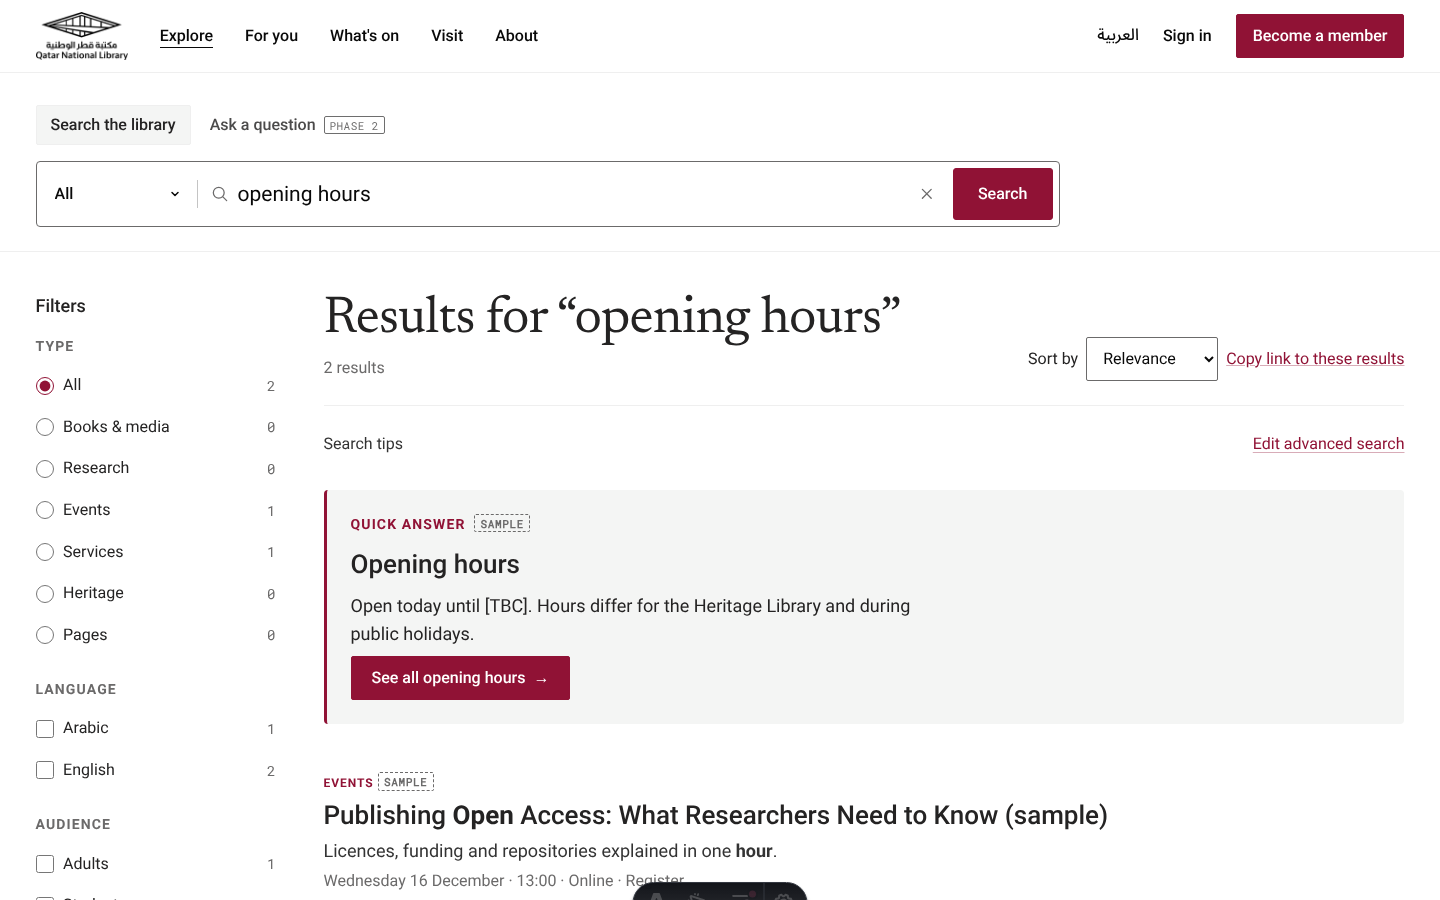 مكتبة قطر الوطنية
Qatar National Library
Explore
For you
What's on
Visit
About
العربية
Sign in
Become a member
Search the library
Ask a question
PHASE 2
All
opening hours
Search
Filters
TYPE
All 2
Books & media 0
Research 0
Events 1
Services 1
Heritage 0
Pages 0
LANGUAGE
Arabic 1
English 2
AUDIENCE
Adults 1
Results for “opening hours”
2 results
Sort by
Relevance
Copy link to these results
Search tips
Edit advanced search
QUICK ANSWER SAMPLE
Opening hours
Open today until [TBC]. Hours differ for the Heritage Library and during
public holidays.
See all opening hours →
EVENTS SAMPLE
Publishing Open Access: What Researchers Need to Know (sample)
Licences, funding and repositories explained in one hour.
Wednesday 16 December · 13:00 · Online · Register